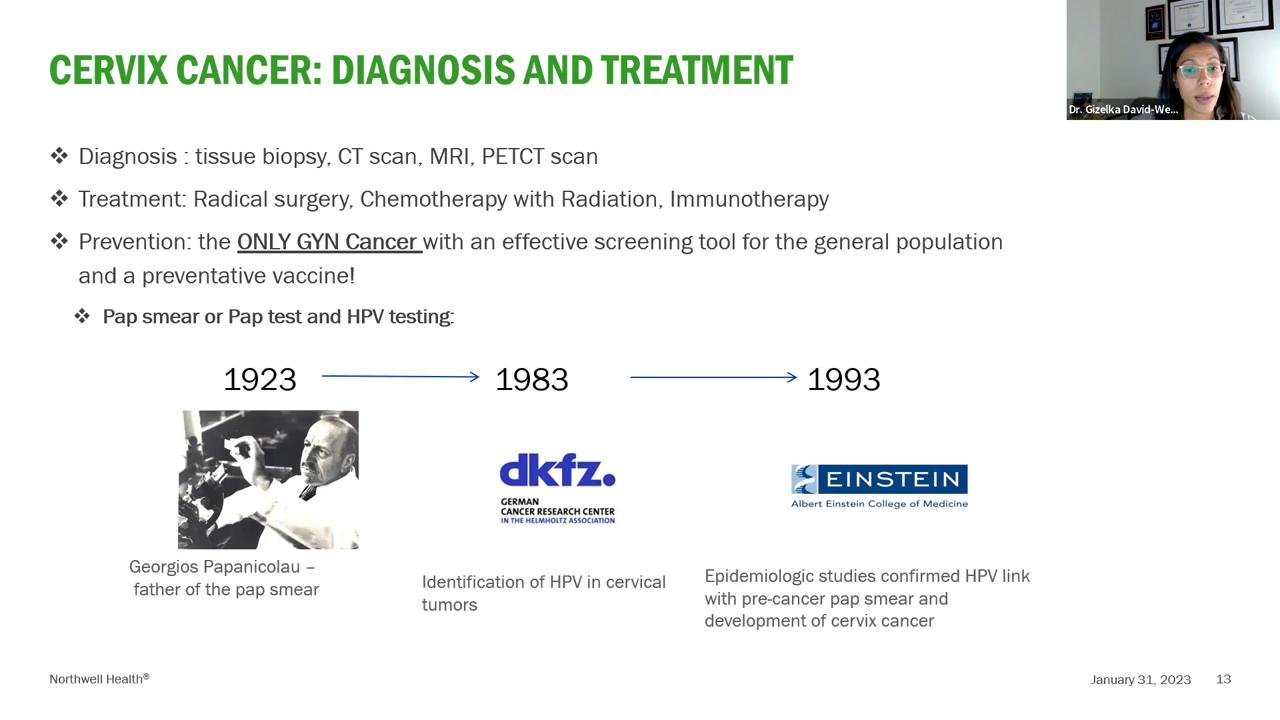 CERVIX CANCER: DIAGNOSIS AND TREATMENT
Dr. Gizelka David-We...
❖ Diagnosis : tissue biopsy, CT scan, MRI, PETCT scan
❖ Treatment: Radical surgery, Chemotherapy with Radiation, Immunotherapy
❖ Prevention: the ONLY GYN Cancer with an effective screening tool for the general population
and a preventative vaccine!
❖ Pap smear or Pap test and HPV testing:
1923
1983
1993
dkfz.
GERMAN
CANCER RESEARCH CENTER
IN THE HELMHOLTZ ASSOCIATION
EINSTEIN
Albert Einstein College of Medicine
Georgios Papanicolau –
father of the pap smear
Identification of HPV in cervical
tumors
Epidemiologic studies confirmed HPV link
with pre-cancer pap smear and
development of cervix cancer
Northwell Health®
January 31, 2023
13